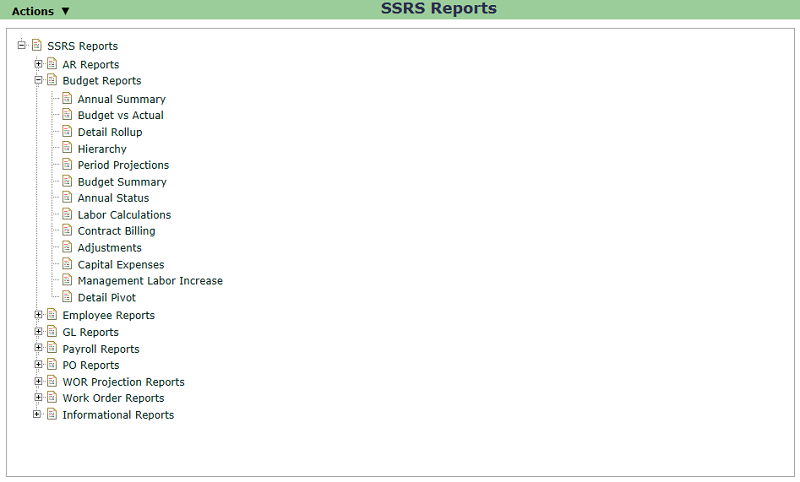 Actions ▼
SSRS Reports
SSRS Reports
AR Reports
Budget Reports
Annual Summary
Budget vs Actual
Detail Rollup
Hierarchy
Period Projections
Budget Summary
Annual Status
Labor Calculations
Contract Billing
Adjustments
Capital Expenses
Management Labor Increase
Detail Pivot
Employee Reports
GL Reports
Payroll Reports
PO Reports
WOR Projection Reports
Work Order Reports
Informational Reports